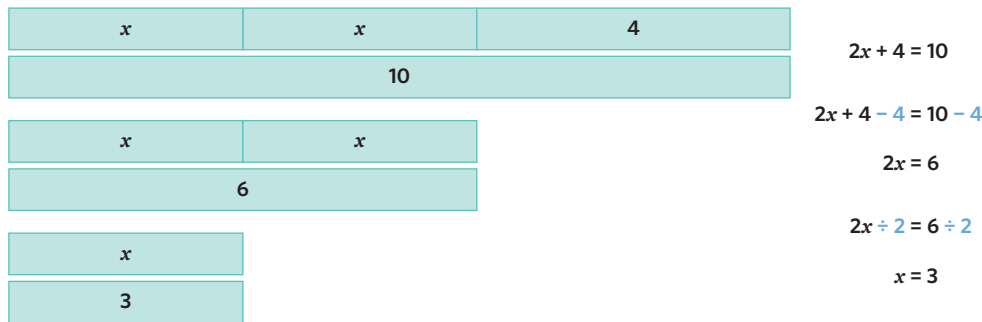 x x 4
2x + 4 = 10
10
2x + 4 − 4 = 10 − 4
x x
2x = 6
6
2x ÷ 2 = 6 ÷ 2
x
x = 3
3